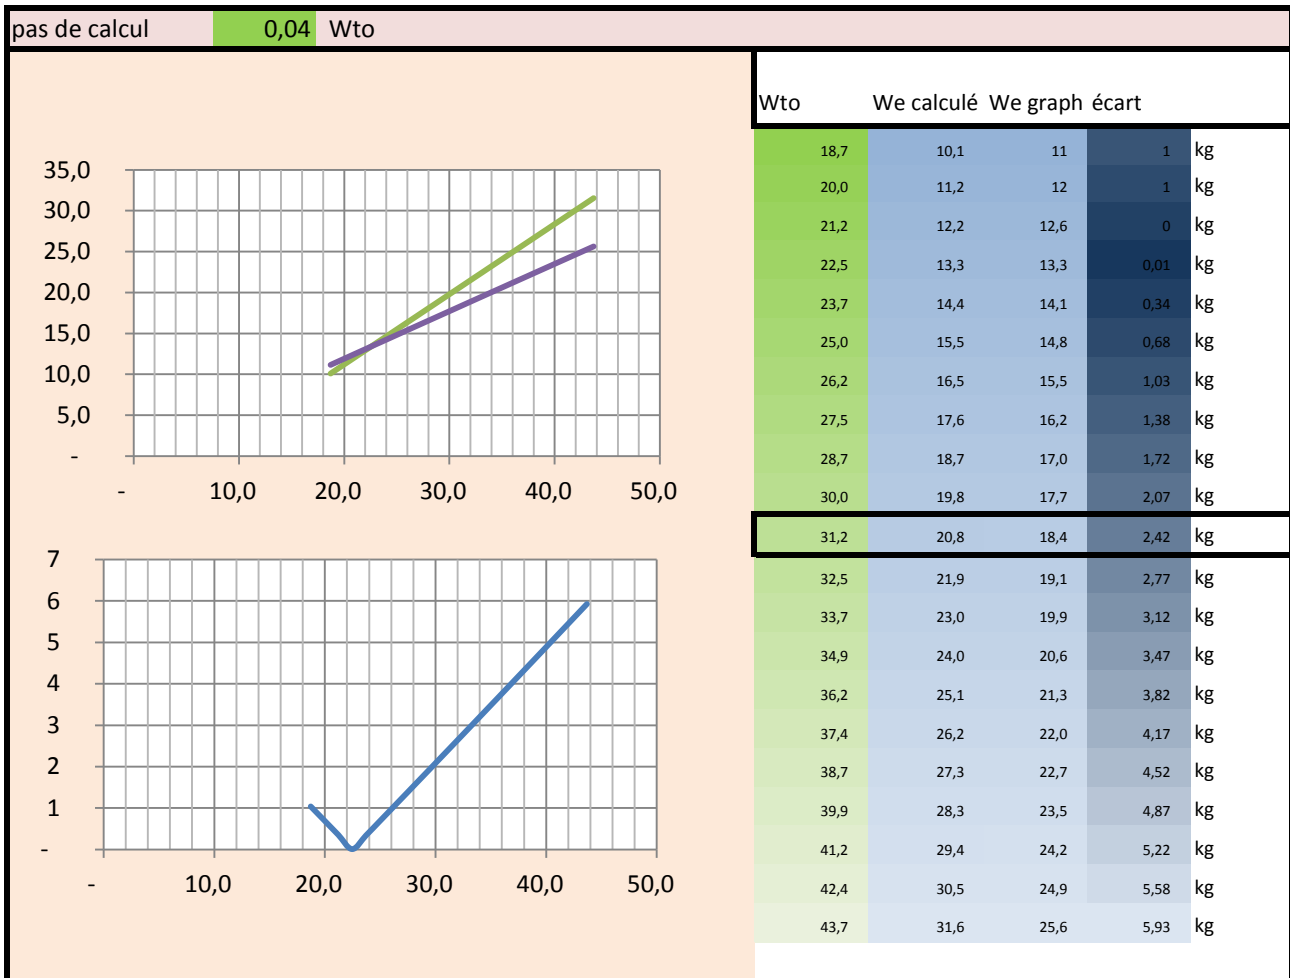 pas de calcul 0,04 Wto
Wto We calculé We graph écart
18,7 10,1 11 1 kg
20,0 11,2 12 1 kg
21,2 12,2 12,6 0 kg
22,5 13,3 13,3 0,01 kg
23,7 14,4 14,1 0,34 kg
25,0 15,5 14,8 0,68 kg
26,2 16,5 15,5 1,03 kg
27,5 17,6 16,2 1,38 kg
28,7 18,7 17,0 1,72 kg
30,0 19,8 17,7 2,07 kg
31,2 20,8 18,4 2,42 kg
32,5 21,9 19,1 2,77 kg
33,7 23,0 19,9 3,12 kg
34,9 24,0 20,6 3,47 kg
36,2 25,1 21,3 3,82 kg
37,4 26,2 22,0 4,17 kg
38,7 27,3 22,7 4,52 kg
39,9 28,3 23,5 4,87 kg
41,2 29,4 24,2 5,22 kg
42,4 30,5 24,9 5,58 kg
43,7 31,6 25,6 5,93 kg
35,0
30,0
25,0
20,0
15,0
10,0
5,0
-
- 10,0 20,0 30,0 40,0 50,0
7
6
5
4
3
2
1
-
- 10,0 20,0 30,0 40,0 50,0